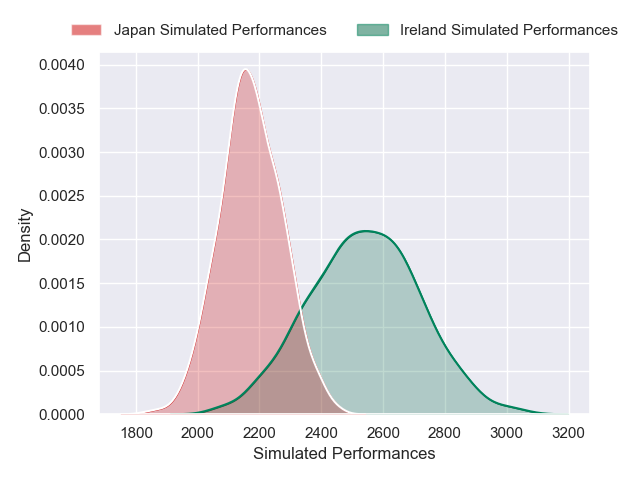 Japan Simulated Performances
Ireland Simulated Performances
0.0040
0.0035
0.0030
0.0025
0.0020
0.0015
0.0010
0.0005
0.0000
Density
1800 2000 2200 2400 2600 2800 3000 3200
Simulated Performances